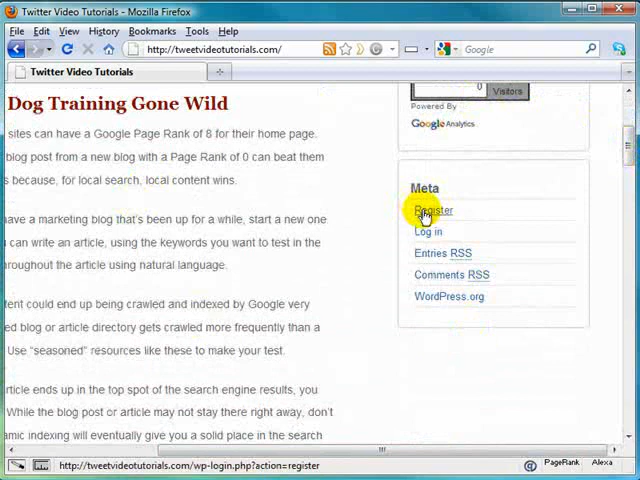 Twitter Video Tutorials - Mozilla Firefox
File Edit View History Bookmarks Tools Help
http://tweetvideotutorials.com/
Google
Twitter Video Tutorials
Dog Training Gone Wild
sites can have a Google Page Rank of 8 for their home page.
blog post from a new blog with a Page Rank of 0 can beat them
s because, for local search, local content wins.
have a marketing blog that's been up for a while, start a new one
u can write an article, using the keywords you want to test in the
hroughout the article using natural language.
tent could end up being crawled and indexed by Google very
ed blog or article directory gets crawled more frequently than a
Use “seasoned” resources like these to make your test.
article ends up in the top spot of the search engine results, you
While the blog post or article may not stay there right away, don't
amic indexing will eventually give you a solid place in the search
0 Visitors
Powered By
Google Analytics
Meta
Register
Log in
Entries RSS
Comments RSS
WordPress.org
http://tweetvideotutorials.com/wp-login.php?action=register
PageRank Alexa